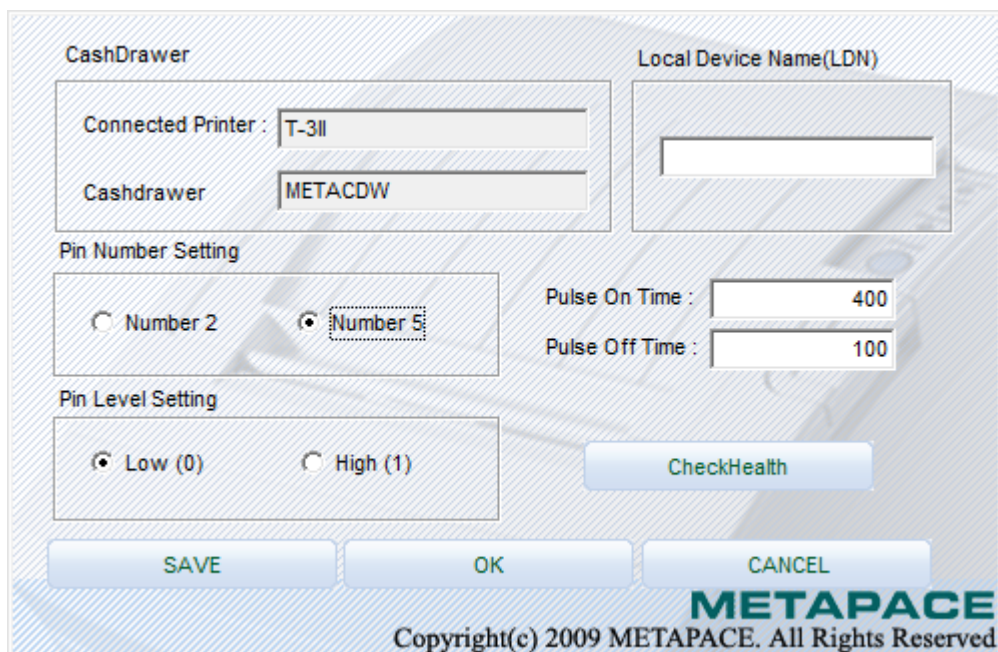 CashDrawer
Local Device Name(LDN)
Connected Printer : T-3II
Cashdrawer METACDW
Pin Number Setting
Number 2 Number 5
Pulse On Time : 400
Pulse Off Time : 100
Pin Level Setting
Low (0) High (1)
CheckHealth
SAVE OK CANCEL
METAPACE
Copyright(c) 2009 METAPACE. All Rights Reserved